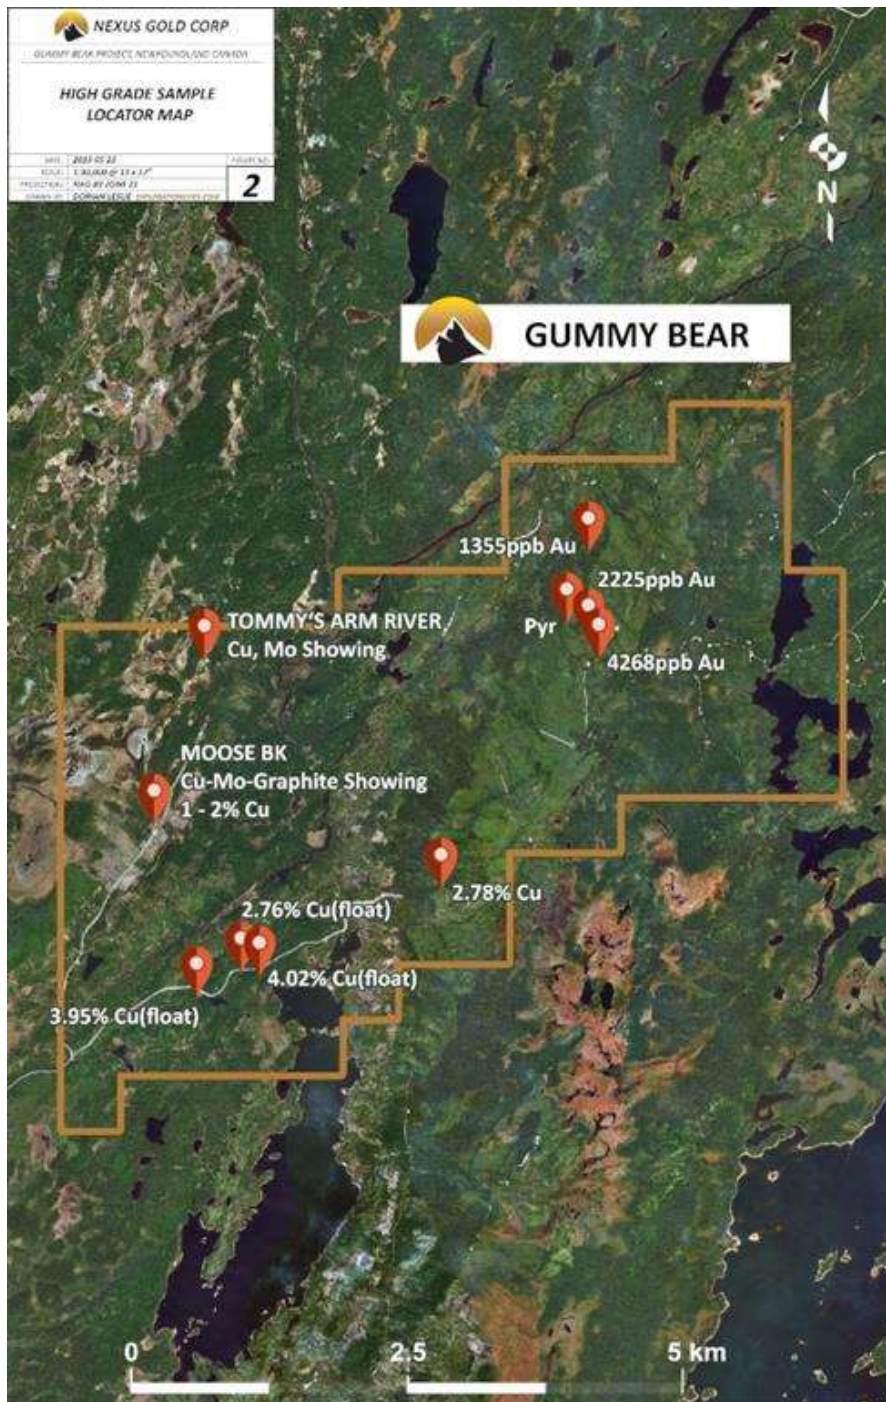 NEXUS GOLD CORP
GUMMY BEAR PROJECT, NEWFOUNDLAND CANADA
HIGH GRADE SAMPLE
LOCATOR MAP
DORIAN LESLIE
2
N
GUMMY BEAR
1355ppb Au
2225ppb Au
Pyr
4268ppb Au
TOMMY'S ARM RIVER
Cu, Mo Showing
MOOSE BK
Cu-Mo-Graphite Showing
1 - 2% Cu
2.78% Cu
2.76% Cu(float)
4.02% Cu(float)
3.95% Cu(float)
0 2.5 5 km